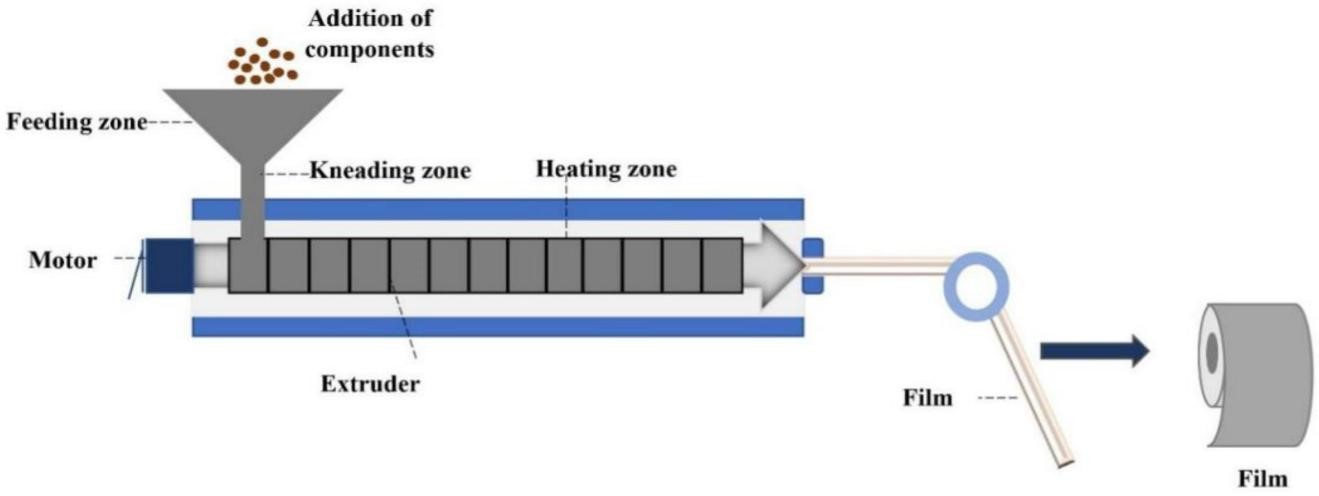 Addition of
components
Feeding zone
Kneading zone
Heating zone
Motor
Extruder
Film
Film